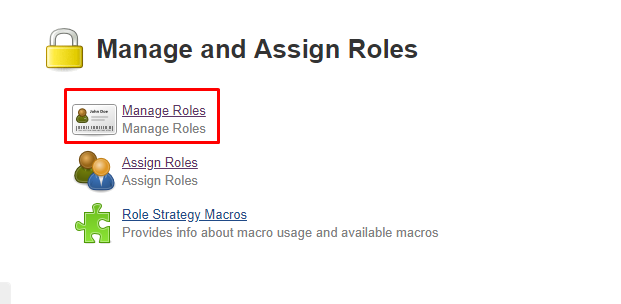 Manage and Assign Roles
John Doe
Manage Roles
Manage Roles
Assign Roles
Assign Roles
Role Strategy Macros
Provides info about macro usage and available macros